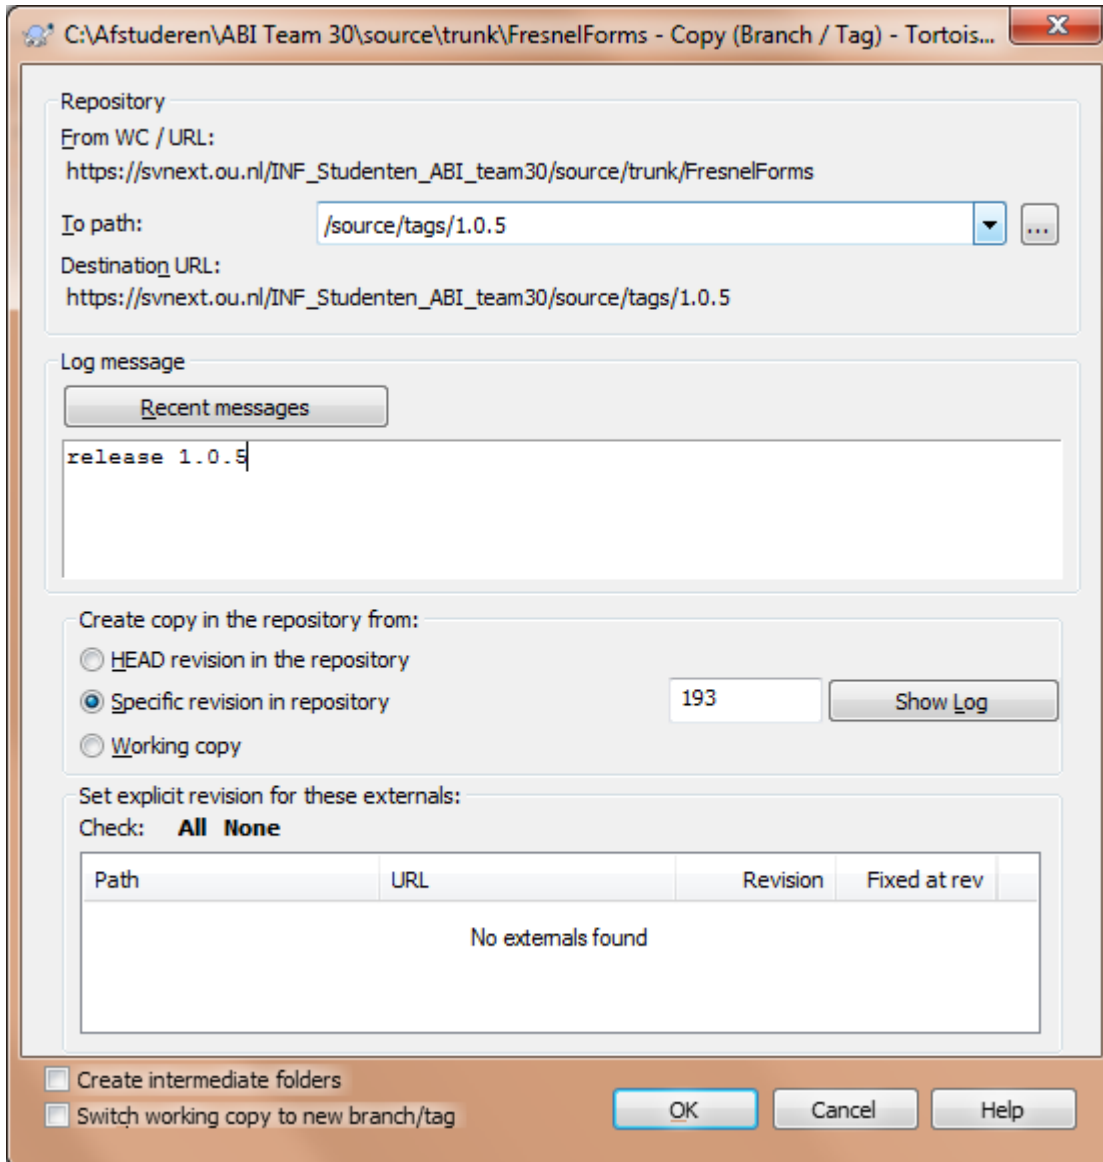 C:\Afstuderen\ABI Team 30\source\trunk\FresnelForms - Copy (Branch / Tag) - Tortois...
Repository
From WC / URL:
https://svnext.ou.nl/INF_Studenten_ABI_team30/source/trunk/FresnelForms
To path: /source/tags/1.0.5 ...
Destination URL:
https://svnext.ou.nl/INF_Studenten_ABI_team30/source/tags/1.0.5
Log message
Recent messages
release 1.0.5
Create copy in the repository from:
HEAD revision in the repository
Specific revision in repository 193 Show Log
Working copy
Set explicit revision for these externals:
Check: All None
Path URL Revision Fixed at rev
No externals found
Create intermediate folders
Switch working copy to new branch/tag OK Cancel Help